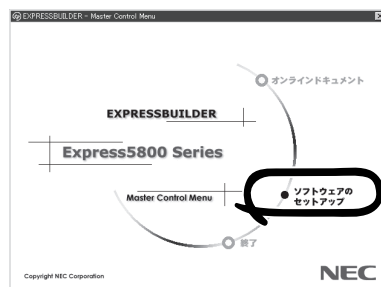 EXPRESSBUILDER - Master Control Menu
オンラインドキュメント
EXPRESSBUILDER
Express5800 Series
Master Control Menu
ソフトウェアの
セットアップ
終了
Copyright NEC Corporation
NEC